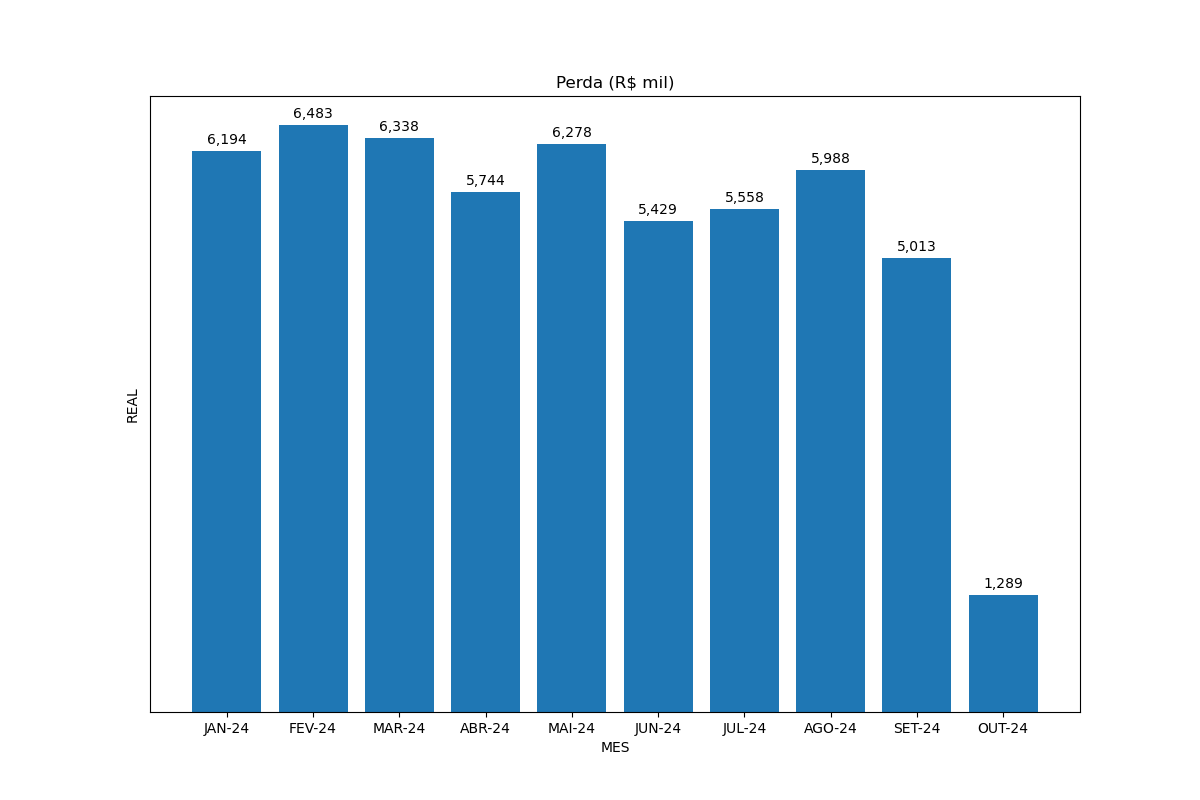 Perda (R$ mil)
6,194
6,483
6,338
5,744
6,278
5,429
5,558
5,988
5,013
1,289
REAL
JAN-24
FEV-24
MAR-24
ABR-24
MAI-24
JUN-24
JUL-24
AGO-24
SET-24
OUT-24
MES